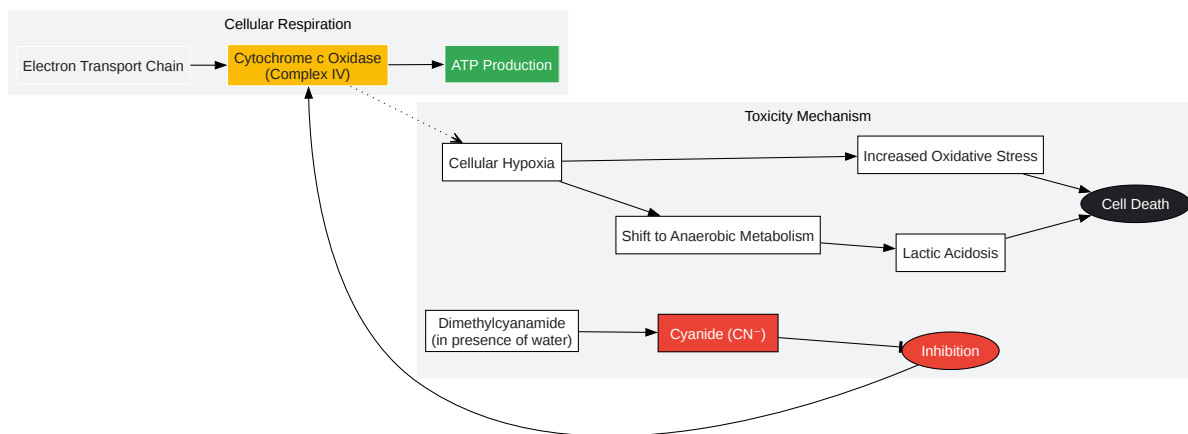 Cellular Respiration
Electron Transport Chain
Cytochrome c Oxidase
(Complex IV)
ATP Production
Toxicity Mechanism
Cellular Hypoxia
Increased Oxidative Stress
Cell Death
Shift to Anaerobic Metabolism
Lactic Acidosis
Dimethylcyanamide
(in presence of water)
Cyanide (CN⁻)
Inhibition